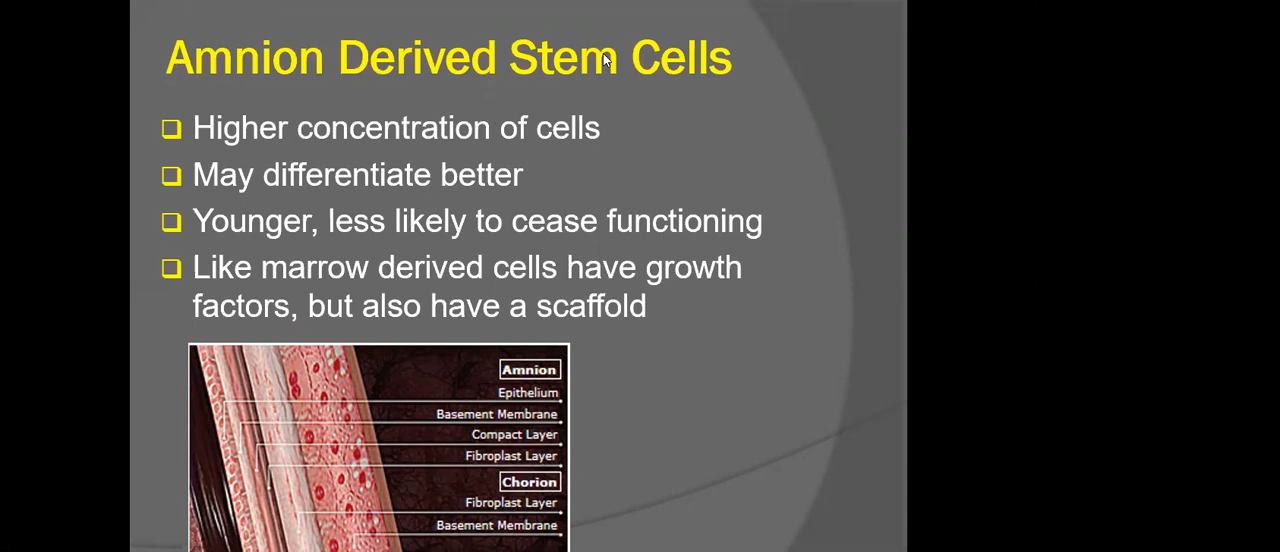 Amnion Derived Stem Cells
Higher concentration of cells
May differentiate better
Younger, less likely to cease functioning
Like marrow derived cells have growth
factors, but also have a scaffold
Amnion
Epithelium
Basement Membrane
Compact Layer
Fibroplast Layer
Chorion
Fibroplast Layer
Basement Membrane